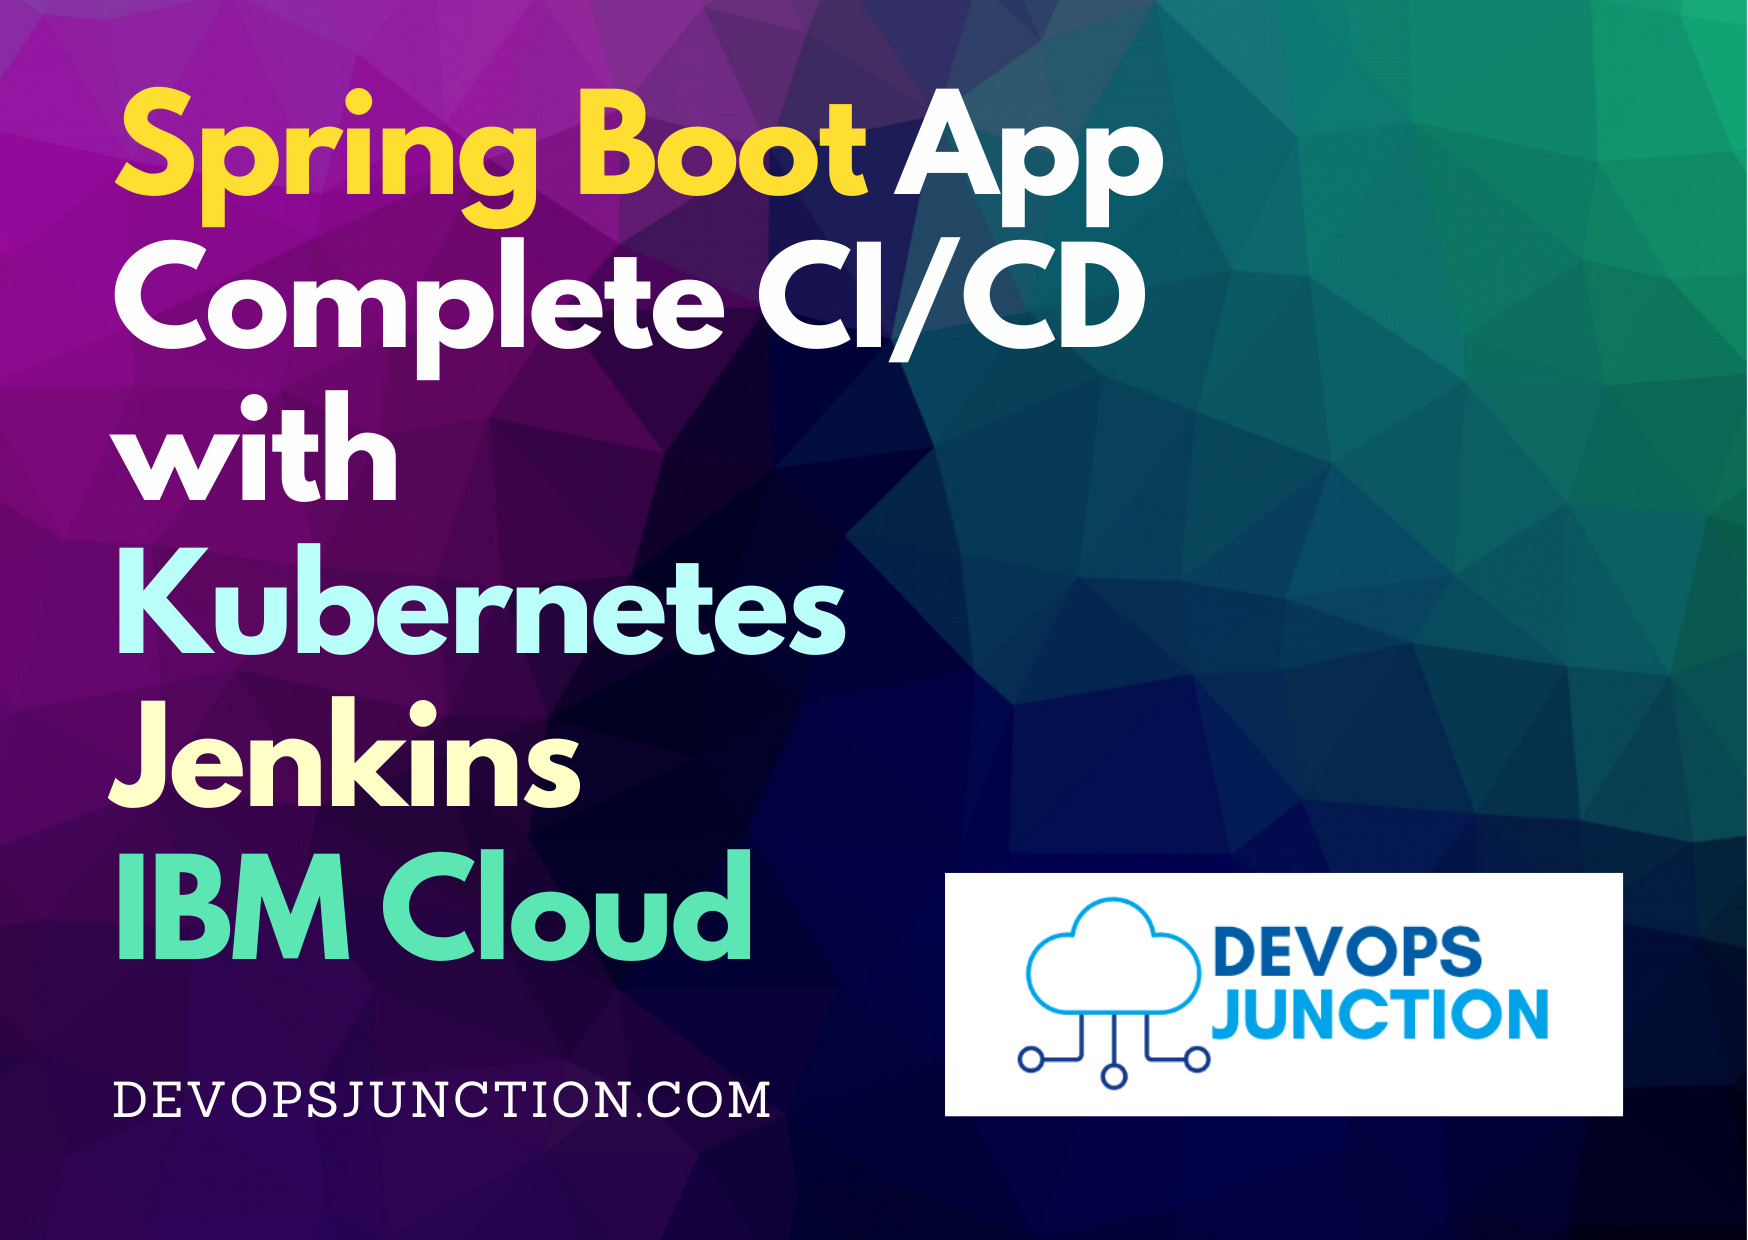 Spring Boot App
Complete CI/CD
with
Kubernetes
Jenkins
IBM Cloud
DEVOPS
JUNCTION
DEVOPSJUNCTION.COM